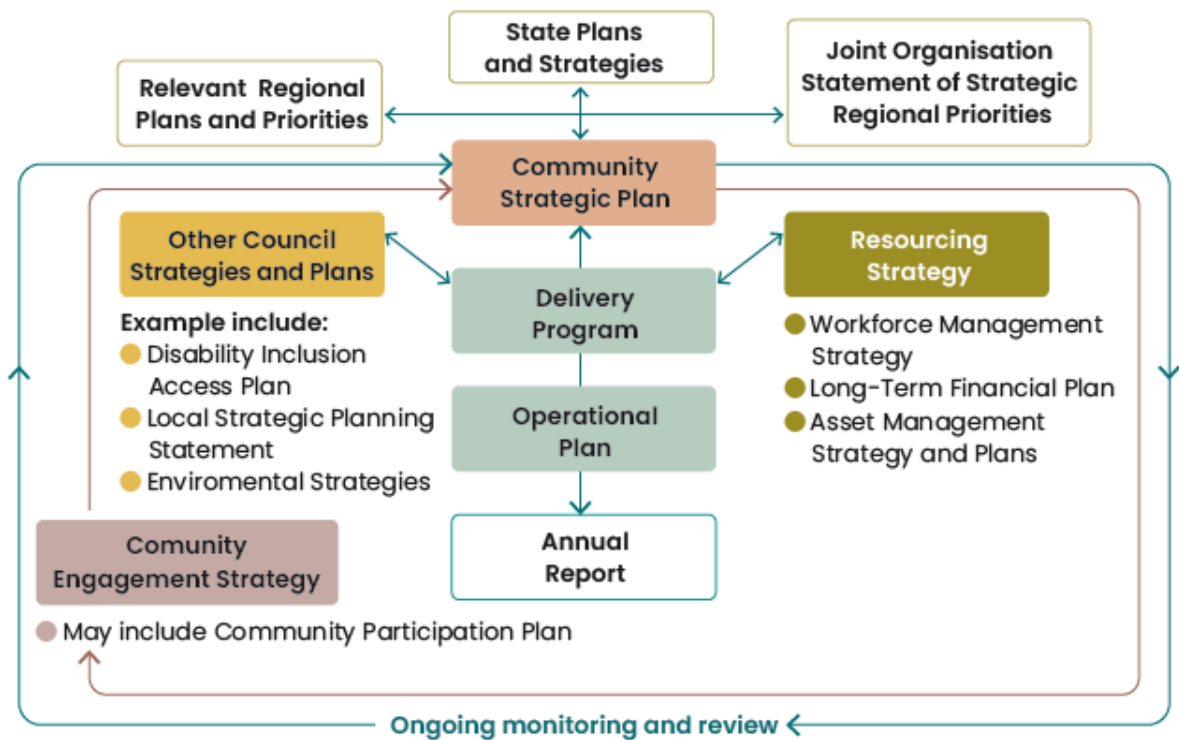 State Plans
and Strategies
Relevant Regional
Plans and Priorities
Joint Organisation
Statement of Strategic
Regional Priorities
Community
Strategic Plan
Other Council
Strategies and Plans
Example include:
Disability Inclusion
Access Plan
Local Strategic Planning
Statement
Enviromental Strategies
Delivery
Program
Operational
Plan
Annual
Report
Resourcing
Strategy
Workforce Management
Strategy
Long-Term Financial Plan
Asset Management
Strategy and Plans
Comunity
Engagement Strategy
May include Community Participation Plan
Ongoing monitoring and review